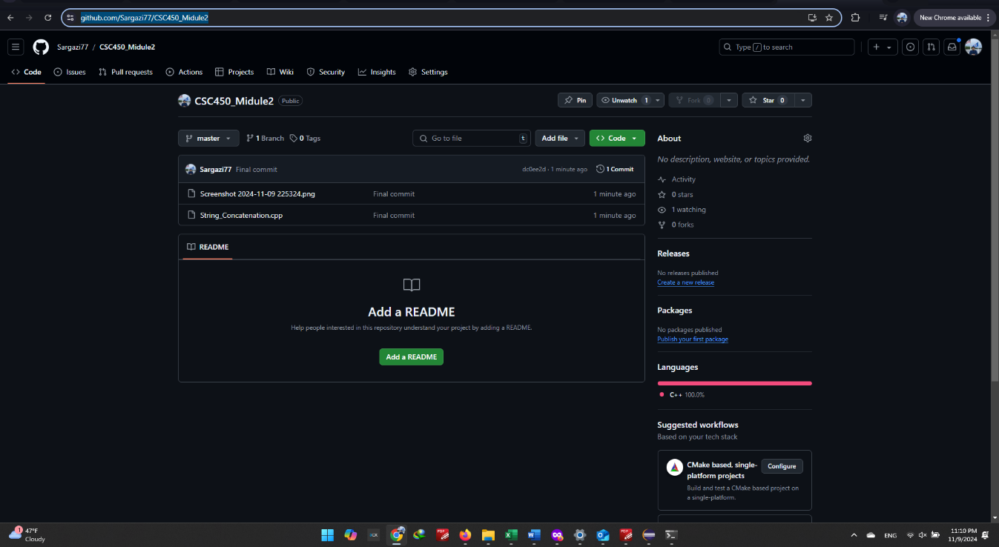 github.com/Sargazi77/CSC450_Midule2
New Chrome available
Sargazi77 / CSC450_Midule2
Type / to search
Code Issues Pull requests Actions Projects Wiki Security Insights Settings
CSC450_Midule2 Public
Pin Unwatch 1 Fork 0 Star 0
master 1 Branch 0 Tags Go to file t Add file Code
Sargazi77 Final commit dc0ee2d · 1 minute ago 1 Commit
Screenshot 2024-11-09 225324.png Final commit 1 minute ago
String_Concatenation.cpp Final commit 1 minute ago
README
Add a README
Help people interested in this repository understand your project by adding a README.
Add a README
About
No description, website, or topics provided.
Activity
0 stars
1 watching
0 forks
Releases
No releases published
Create a new release
Packages
No packages published
Publish your first package
Languages
C++ 100.0%
Suggested workflows
Based on your tech stack
CMake based, single-
platform projects
Configure
Build and test a CMake based project on
a single-platform.
1
47°F
Cloudy
PDF
PDF
ENG
11:10 PM
11/9/2024